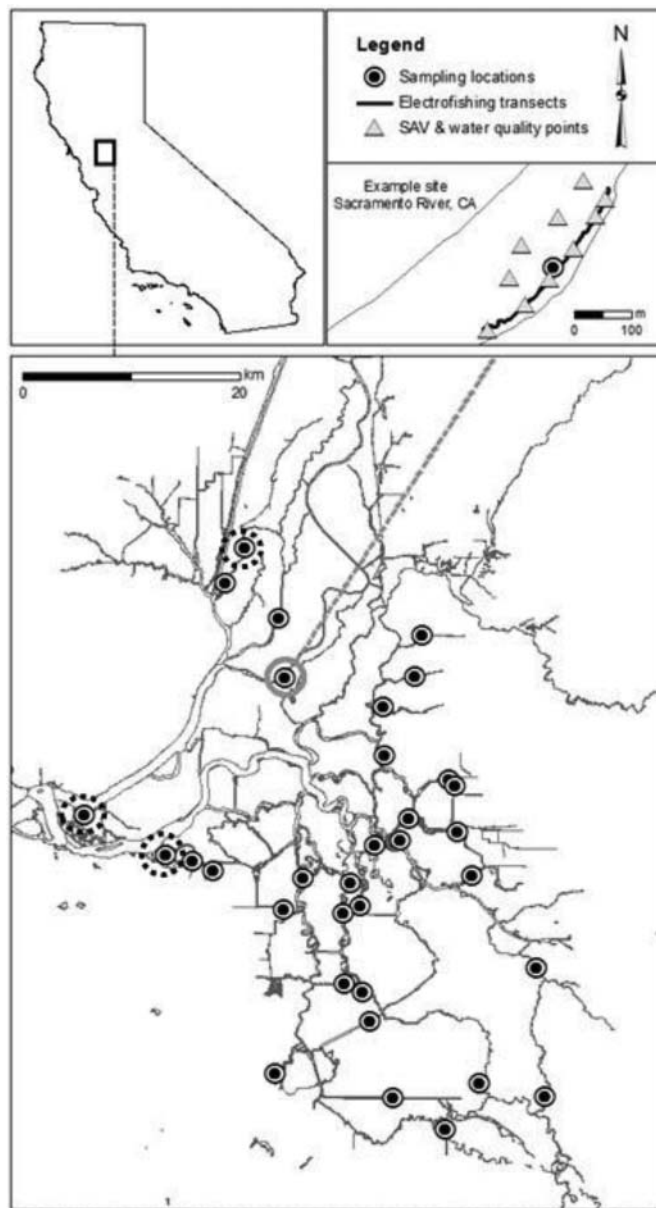 Legend
N
Sampling locations
Electrofishing transects
SAV & water quality points
Example site
Sacramento River, CA
m
0 100
km
0 20
1